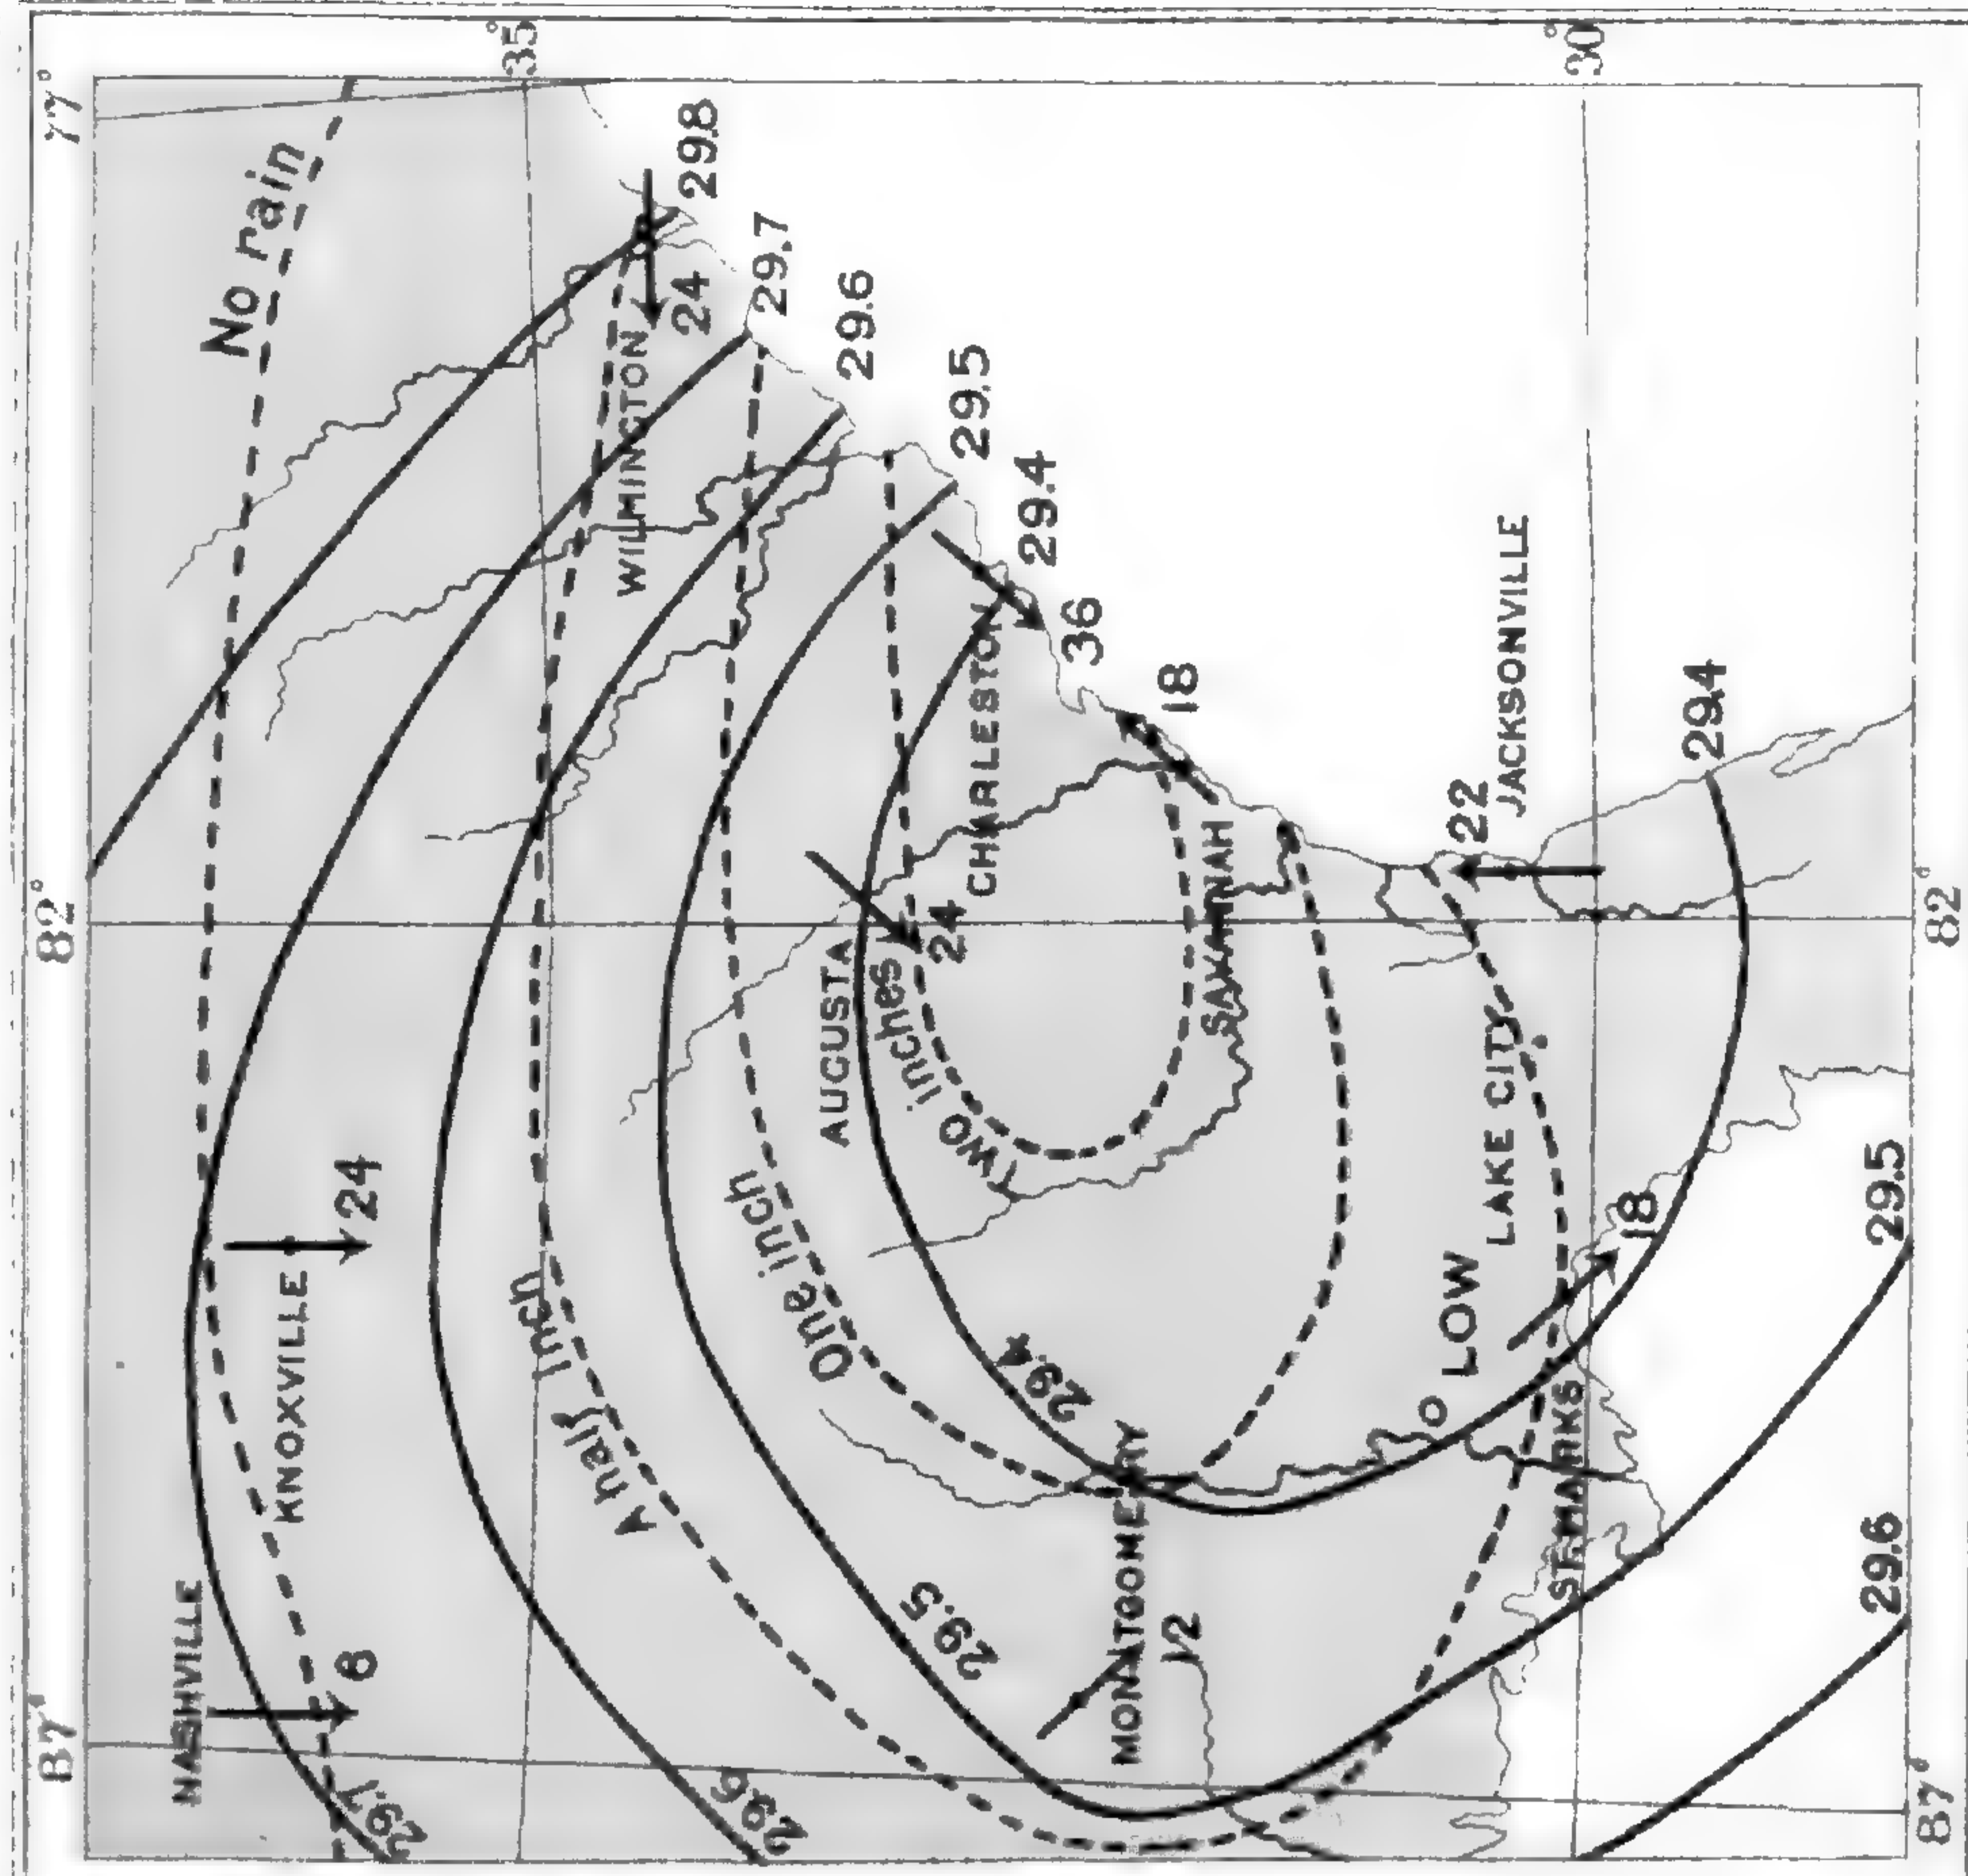 87° 82° 77°
NASHVILLE
No rain
KNOXVILLE
8
24
29.7
35°
A half Inch
WILMINGTON
24
29.8
29.6
29.7
One inch
AUGUSTA
29.6
Two inches
24
29.5
29.5
CHARLESTON
29.4
29.4
36
MONTGOMERY
12
18
SAVANNAH
LOW
22
LAKE CITY
JACKSONVILLE
ST. MARKS
30°
18
29.4
29.6
29.5
87° 82°